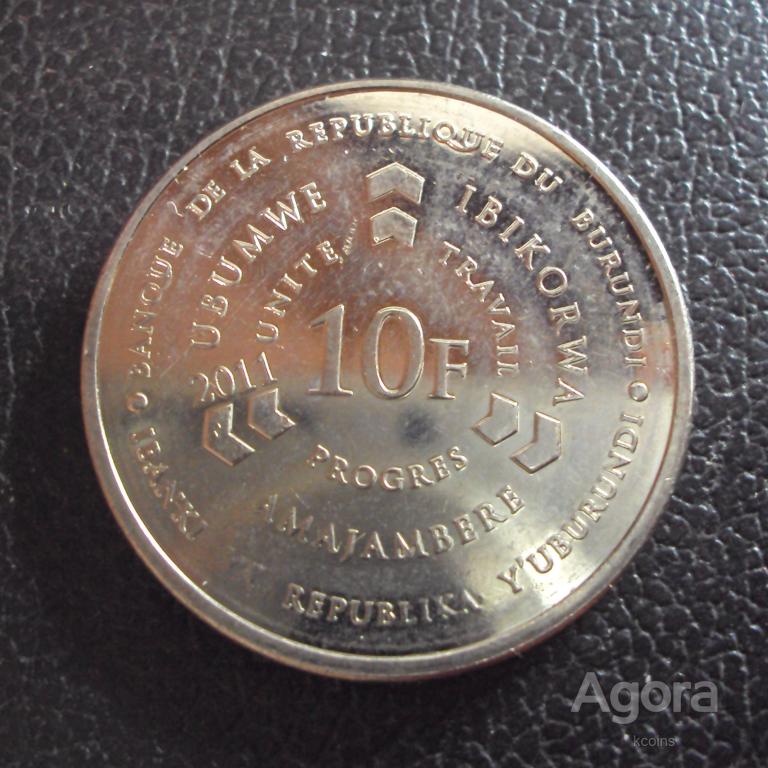 BANQUE DE LA REPUBLIQUE DU BURUNDI
UBUMWE
IBIKORWA
UNITE
TRAVAIL
2011
10F
PROGRES
AMAJAMBERE
IBANKI YA REPUBLIKA Y'UBURUNDI
Agora
kcoins